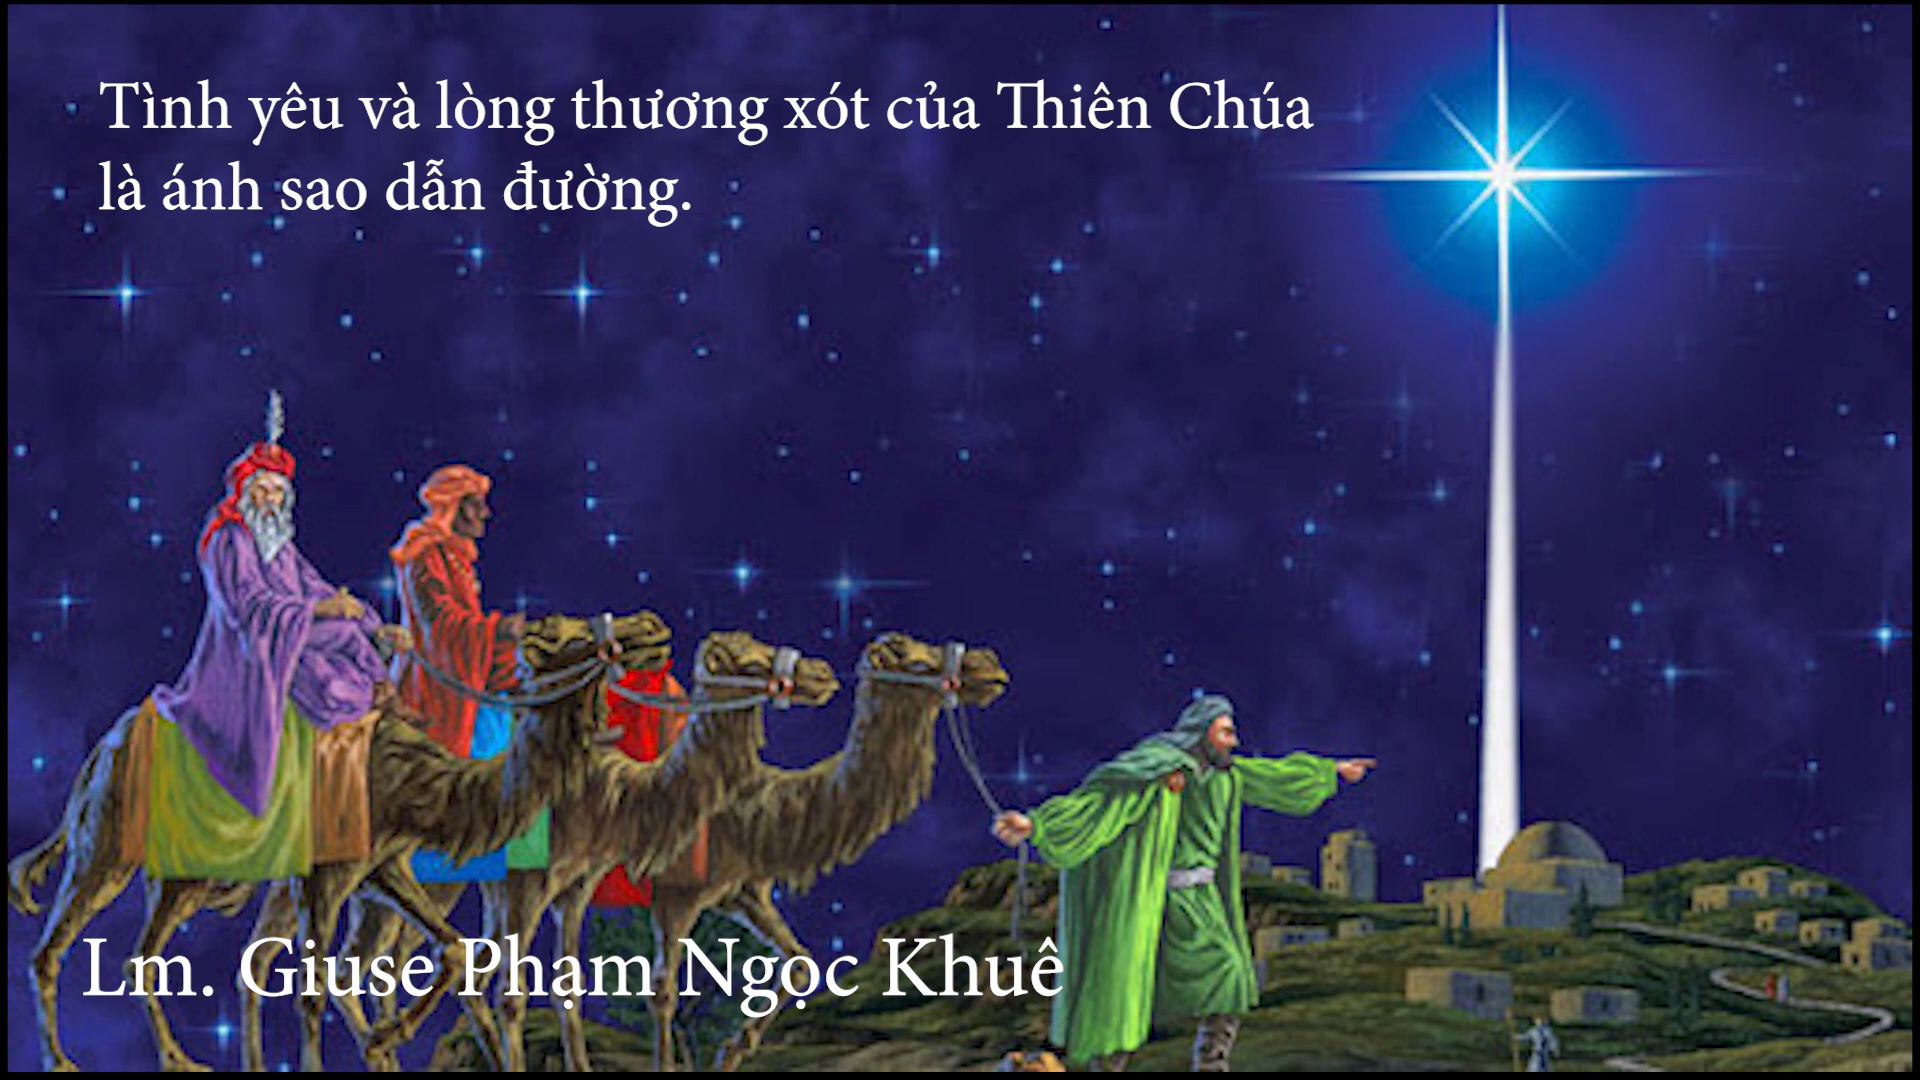 Tình yêu và lòng thương xót của Thiên Chúa
là ánh sao dẫn đường.
Lm. Giuse Phạm Ngọc Khuê